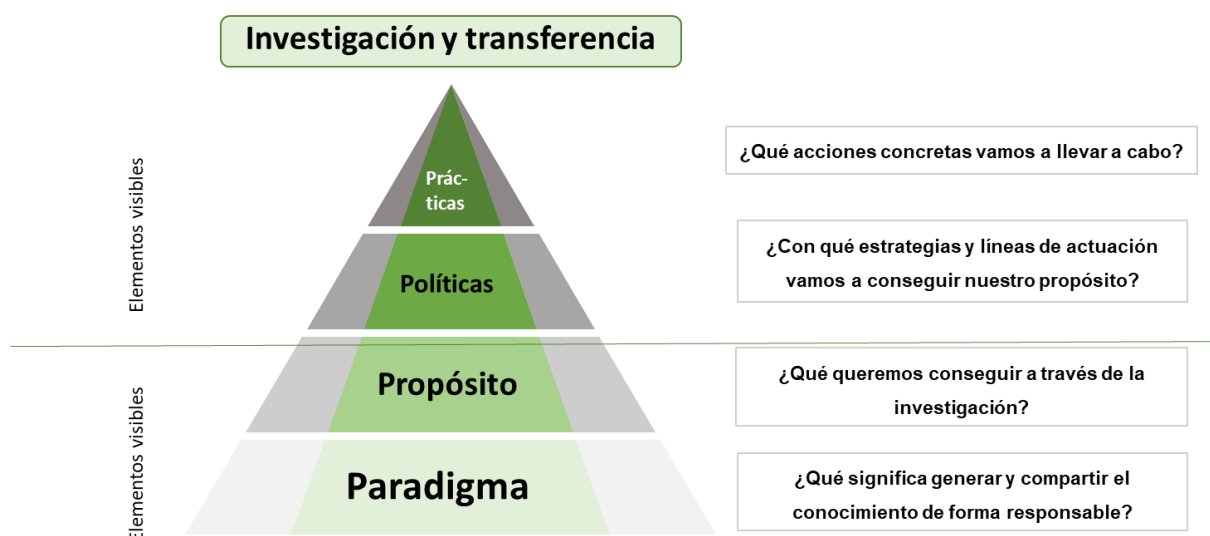 Investigación y transferencia
Elementos visibles
Prác-
ticas
¿Qué acciones concretas vamos a llevar a cabo?
Políticas
¿Con qué estrategias y líneas de actuación
vamos a conseguir nuestro propósito?
Elementos visibles
Propósito
¿Qué queremos conseguir a través de la
investigación?
Paradigma
¿Qué significa generar y compartir el
conocimiento de forma responsable?